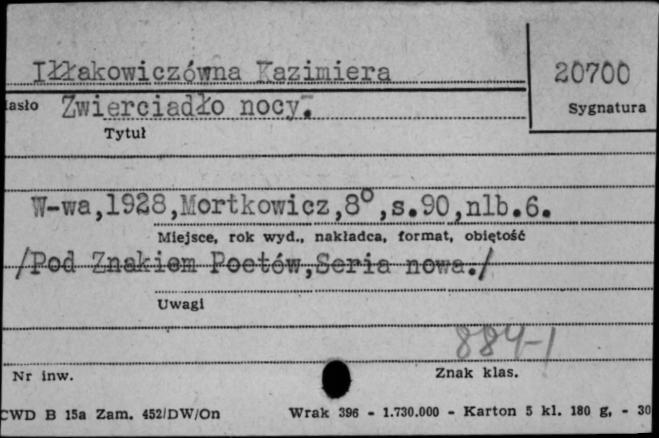 Iłłakowiczówna Kazimiera
20700
asło Zwierciadło nocy.
Sygnatura
Tytuł
W-wa,1928,Mortkowicz,8°,s.90,nlb.6.
Miejsce, rok wyd., nakładca, format, objętość
/Pod Znakiem Poetów,Seria nowa./
Uwagi
884-1
Nr inw.
Znak klas.
CWD B 15a Zam. 452/DW/On Wrak 396 - 1.730.000 - Karton 5 kl. 180 g. - 30